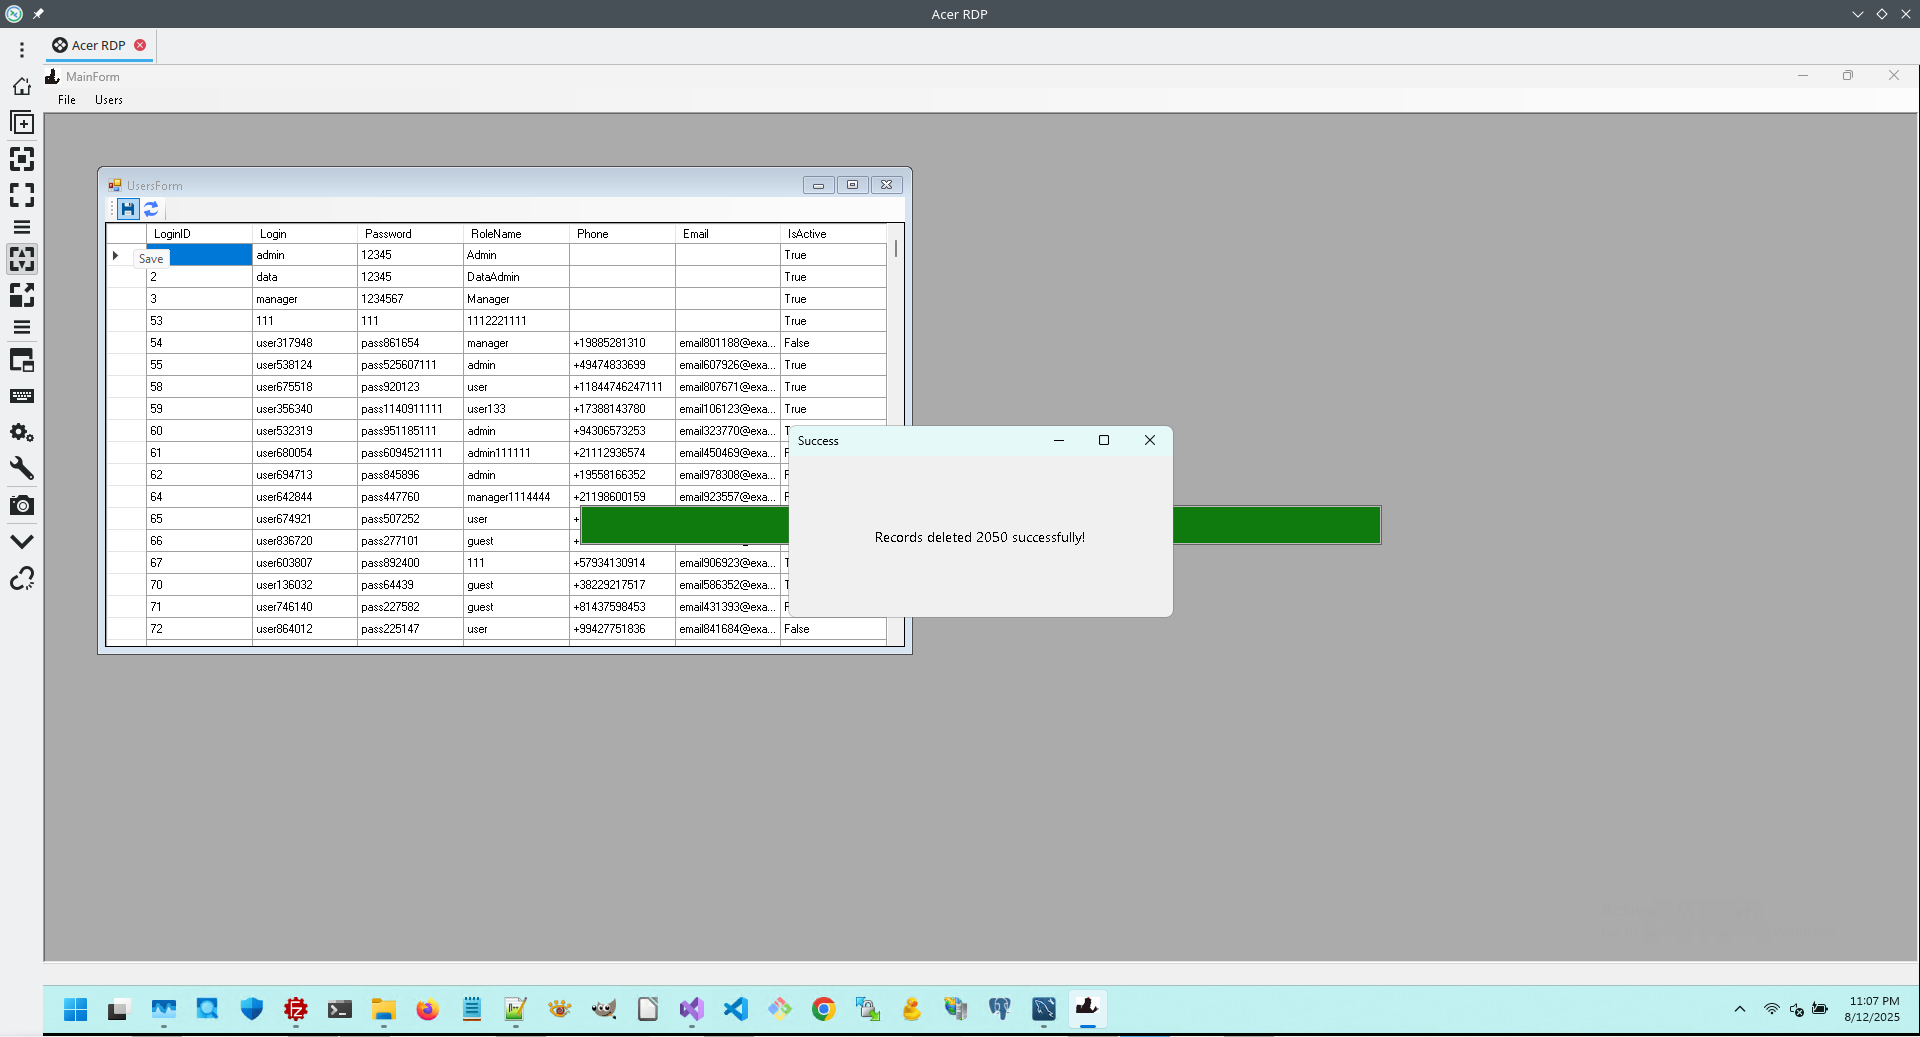 Acer RDP
Acer RDP
MainForm
File Users
UsersForm
LoginID Login Password RoleName Phone Email IsActive
admin 12345 Admin True
Save
2 data 12345 DataAdmin True
3 manager 1234567 Manager True
53 111 111 1112221111 True
54 user317948 pass861654 manager +19885281310 email801188@exa... False
55 user538124 pass525607111 admin +49474833699 email607926@exa... True
58 user675518 pass920123 user +11844746247111 email807671@exa... True
59 user356340 pass1140911111 user133 +17388143780 email106123@exa... True
60 user532319 pass951185111 admin +94306573253 email323770@exa...
61 user680054 pass6094521111 admin111111 +21112936574 email450469@exa...
62 user694713 pass845896 admin +19558166352 email978308@exa...
64 user642844 pass447760 manager1114444 +21198600159 email923557@exa...
65 user674921 pass507252 user +
66 user836720 pass277101 guest +
67 user603807 pass892400 111 +57934130914 email906923@exa...
70 user136032 pass64439 guest +38229217517 email586352@exa...
71 user746140 pass227582 guest +81437598453 email431393@exa...
72 user864012 pass225147 user +99427751836 email841684@exa... False
Success
Records deleted 2050 successfully!
11:07 PM
8/12/2025